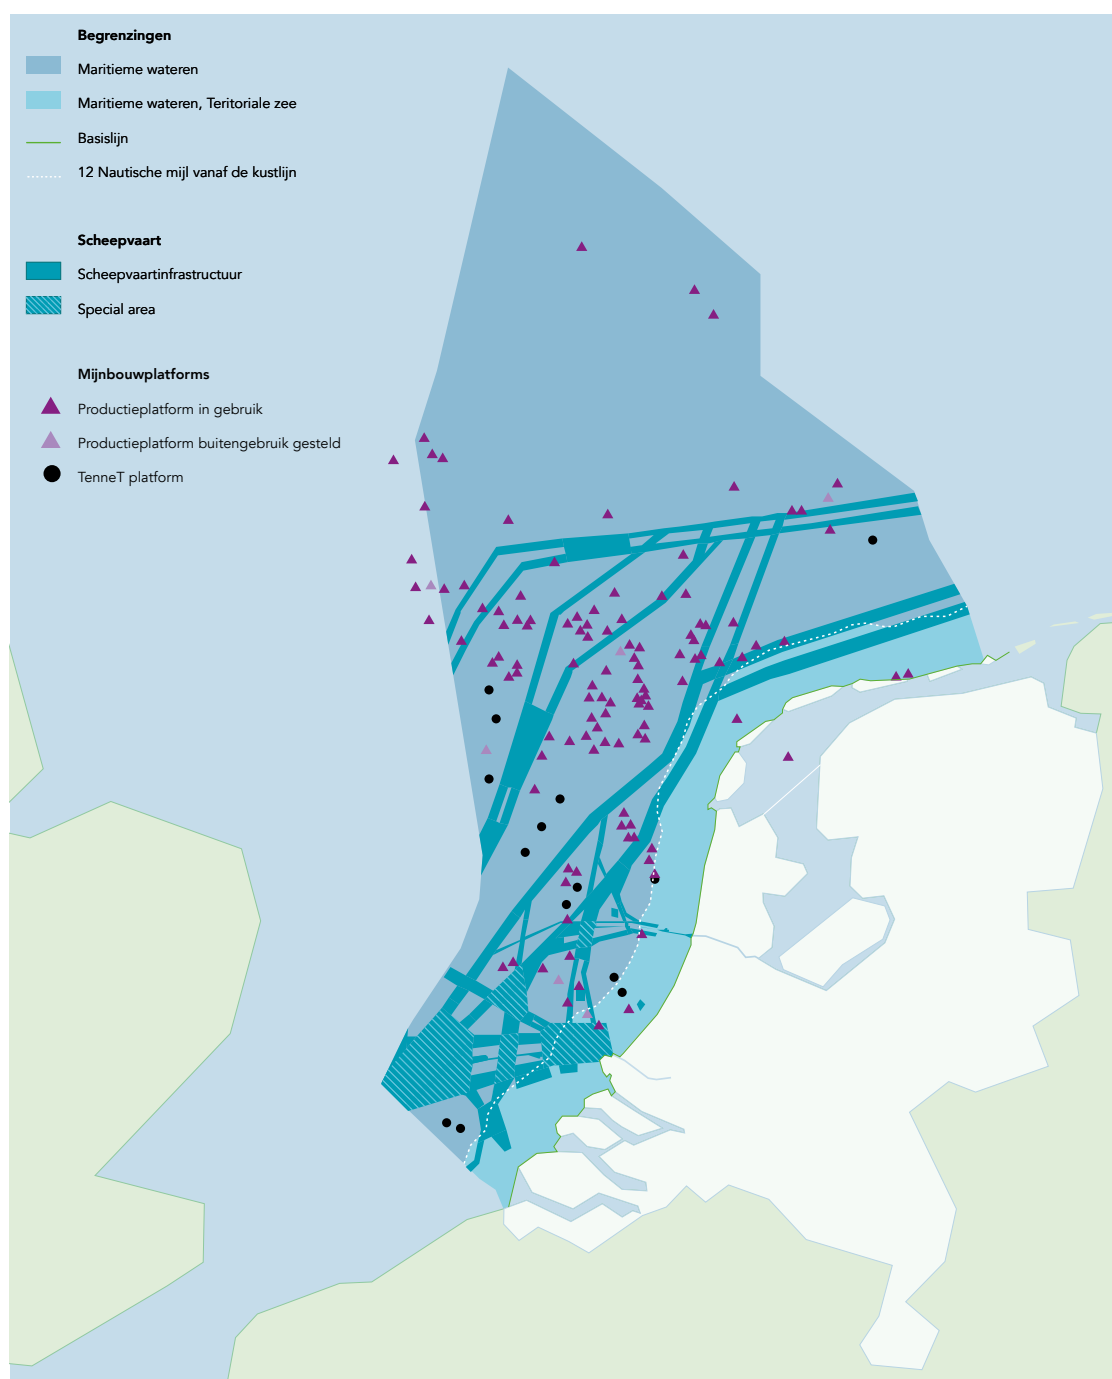 Begrenzingen
Maritieme wateren
Maritieme wateren, Teritoriale zee
Basislijn
12 Nautische mijl vanaf de kustlijn
Scheepvaart
Scheepvaartinfrastructuur
Special area
Mijnbouwplatforms
Productieplatform in gebruik
Productieplatform buitengebruik gesteld
TenneT platform